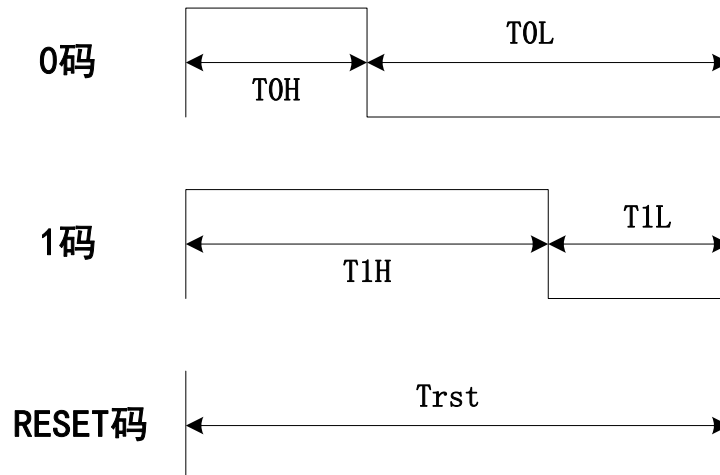 0码
T0H
T0L
1码
T1H
T1L
RESET码
Trst